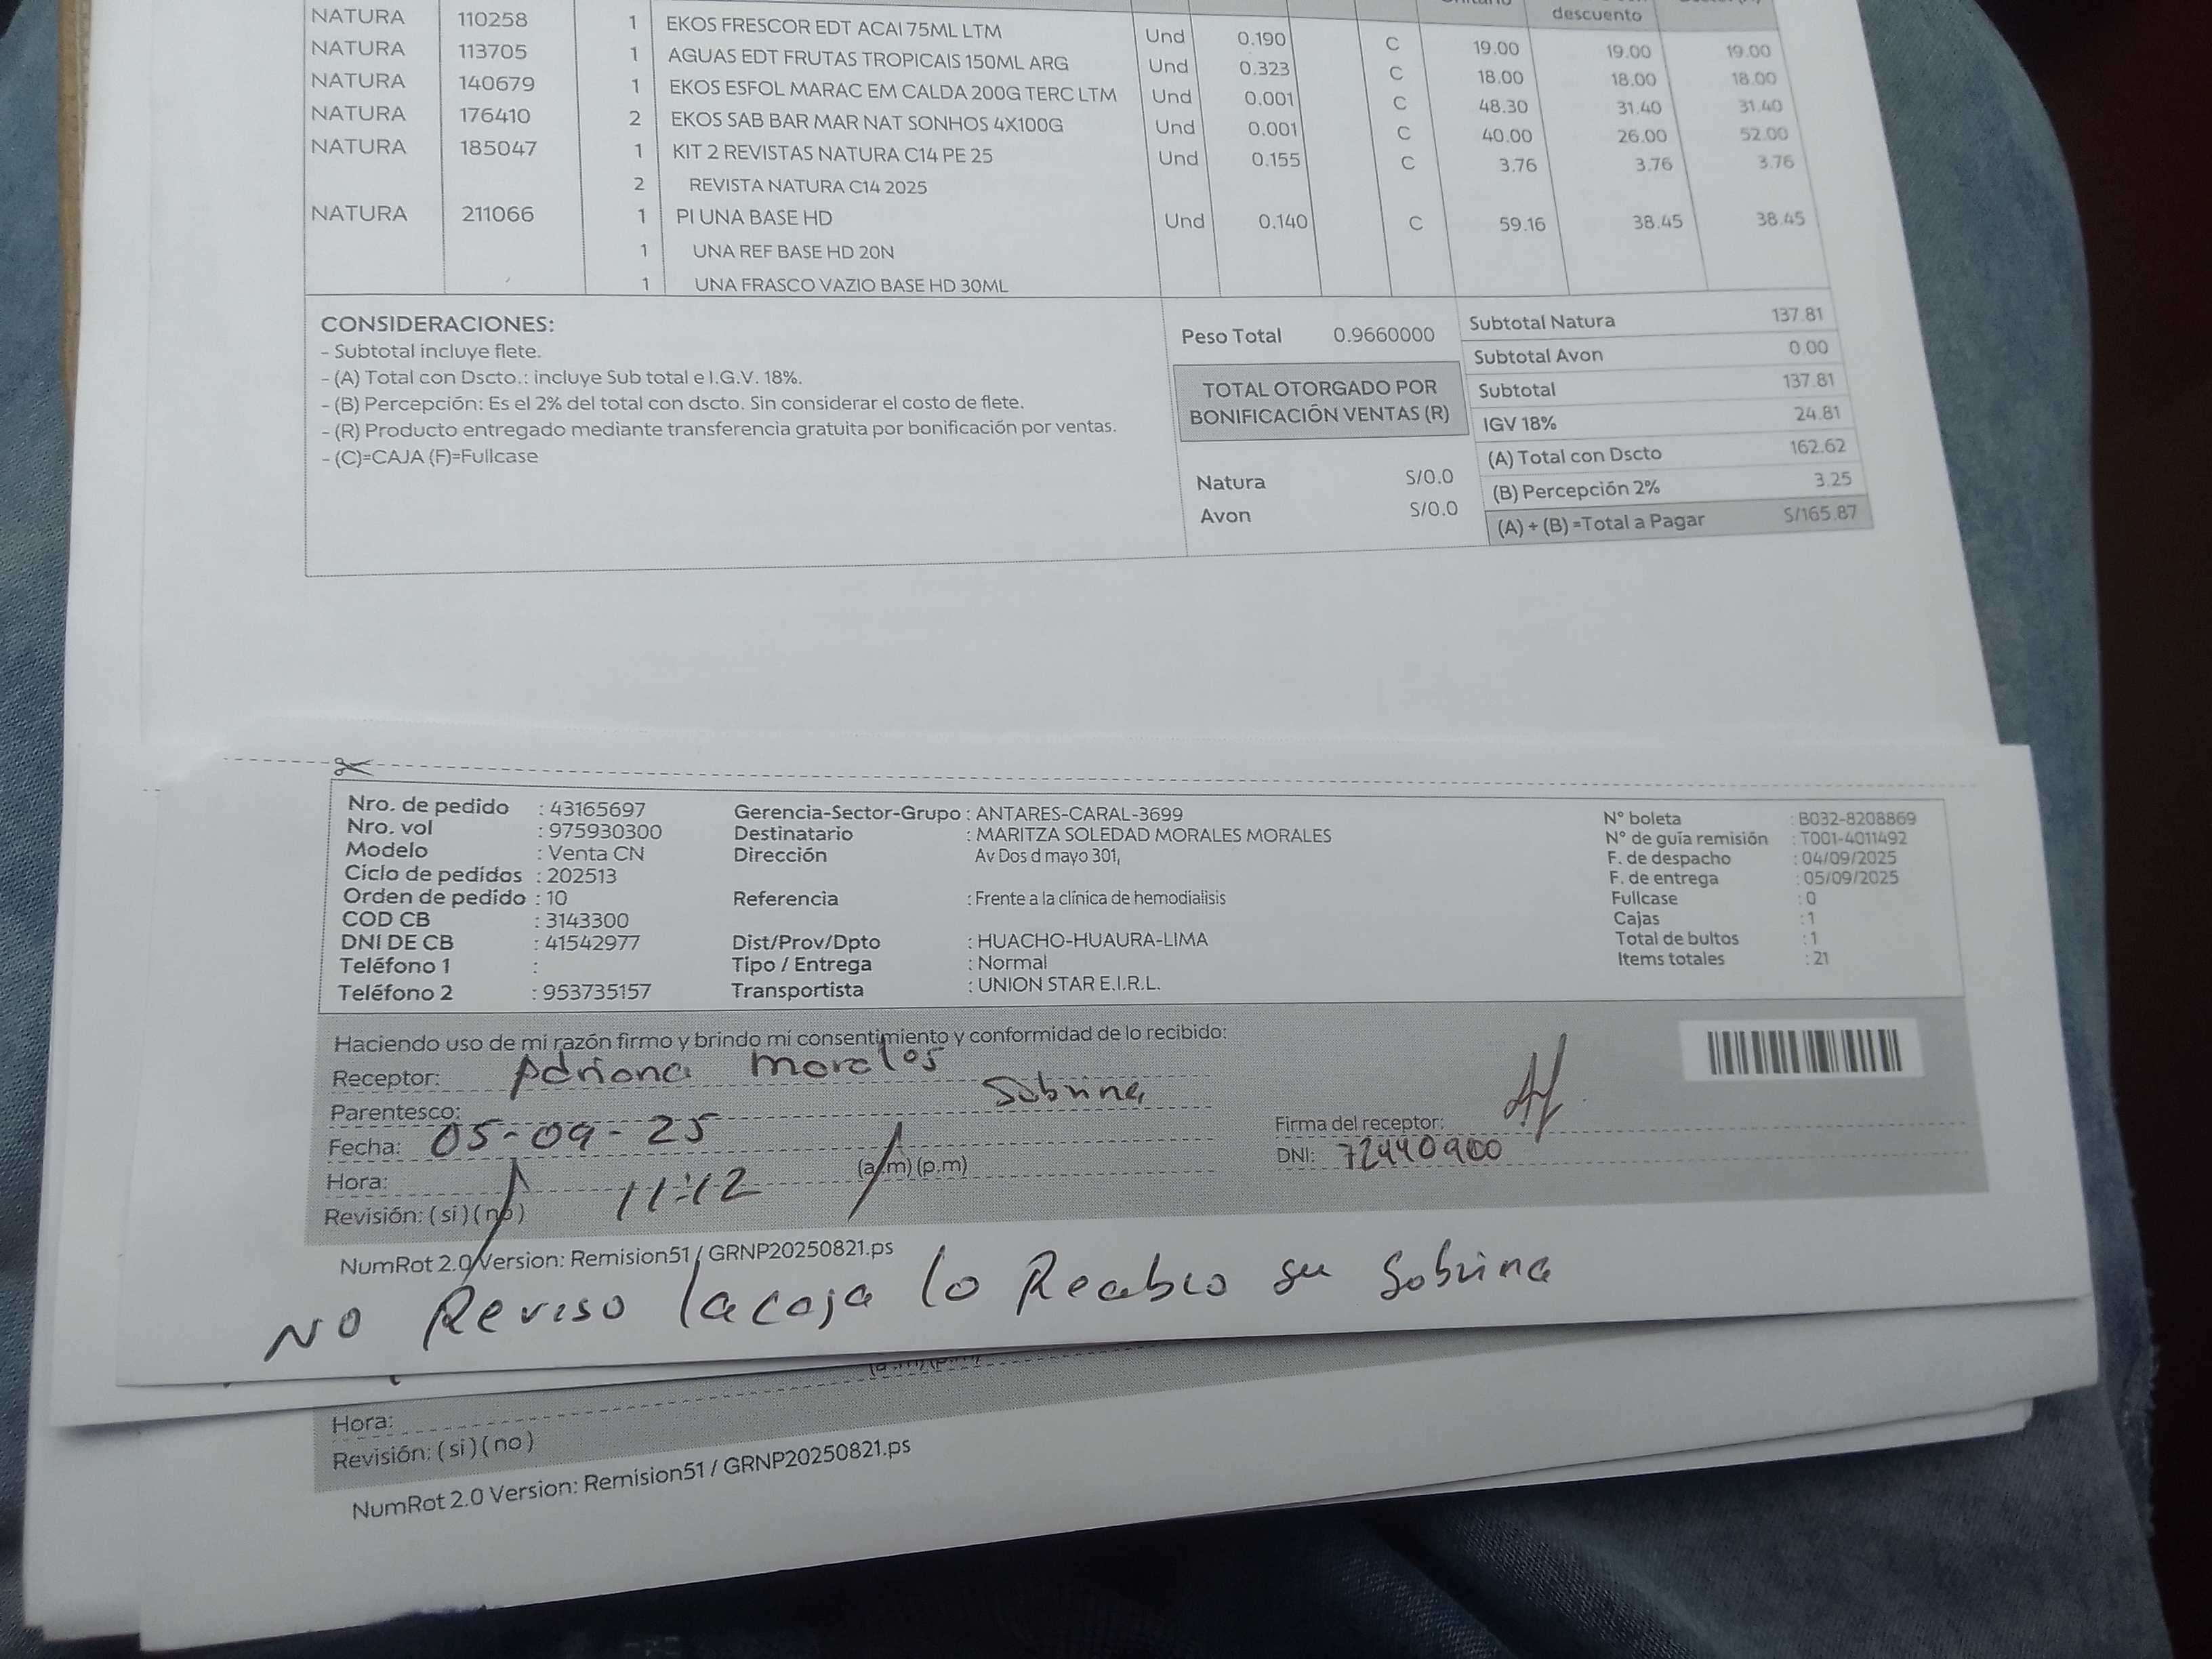 descuento
NATURA 110258 1 EKOS FRESCOR EDT ACAI 75ML LTM Und 0.190 C 19.00 19.00 19.00
NATURA 113705 1 AGUAS EDT FRUTAS TROPICAIS 150ML ARG Und 0.323 C 18.00 18.00 18.00
NATURA 140679 1 EKOS ESFOL MARAC EM CALDA 200G TERC LTM Und 0.001 C 48.30 31.40 31.40
NATURA 176410 2 EKOS SAB BAR MAR NAT SONHOS 4X100G Und 0.001 C 40.00 26.00 52.00
NATURA 185047 1 KIT 2 REVISTAS NATURA C14 PE 25 Und 0.155 C 3.76 3.76 3.76
2 REVISTA NATURA C14 2025
NATURA 211066 1 PI UNA BASE HD Und 0.140 C 59.16 38.45 38.45
1 UNA REF BASE HD 20N
1 UNA FRASCO VAZIO BASE HD 30ML
CONSIDERACIONES:
- Subtotal incluye flete.
- (A) Total con Dscto.: incluye Sub total e I.G.V. 18%.
- (B) Percepción: Es el 2% del total con dscto. Sin considerar el costo de flete.
- (R) Producto entregado mediante transferencia gratuita por bonificación por ventas.
- (C)=CAJA (F)=Fullcase
Peso Total 0.9660000
TOTAL OTORGADO POR
BONIFICACIÓN VENTAS (R)
Natura S/0.0
Avon S/0.0
Subtotal Natura 137.81
Subtotal Avon 0.00
Subtotal 137.81
IGV 18% 24.81
(A) Total con Dscto 162.62
(B) Percepción 2% 3.25
(A) + (B) =Total a Pagar S/165.87
Nro. de pedido : 43165697
Nro. vol : 975930300
Modelo : Venta CN
Ciclo de pedidos : 202513
Orden de pedido : 10
COD CB : 3143300
DNI DE CB : 41542977
Teléfono 1 :
Teléfono 2 : 953735157
Gerencia-Sector-Grupo : ANTARES-CARAL-3699
Destinatario : MARITZA SOLEDAD MORALES MORALES
Dirección Av Dos d mayo 301,
Referencia : Frente a la clínica de hemodialisis
Dist/Prov/Dpto : HUACHO-HUAURA-LIMA
Tipo / Entrega : Normal
Transportista : UNION STAR E.I.R.L.
N° boleta : B032-8208869
N° de guía remisión : T001-4011492
F. de despacho : 04/09/2025
F. de entrega : 05/09/2025
Fullcase : 0
Cajas : 1
Total de bultos : 1
Items totales : 21
Haciendo uso de mi razón firmo y brindo mi consentimiento y conformidad de lo recibido:
Receptor: Adriana morales
Parentesco: Sobrina
Fecha: 05-09-25
Hora: 11:12 (a.m) (p.m)
Revisión: ( si ) ( no )
Firma del receptor:
DNI: 72440900
NumRot 2.0 Version: Remision51 / GRNP20250821.ps
NO Reviso la caja lo Recibio su Sobrina
Hora:
Revisión: ( si ) ( no )
NumRot 2.0 Version: Remision51 / GRNP20250821.ps